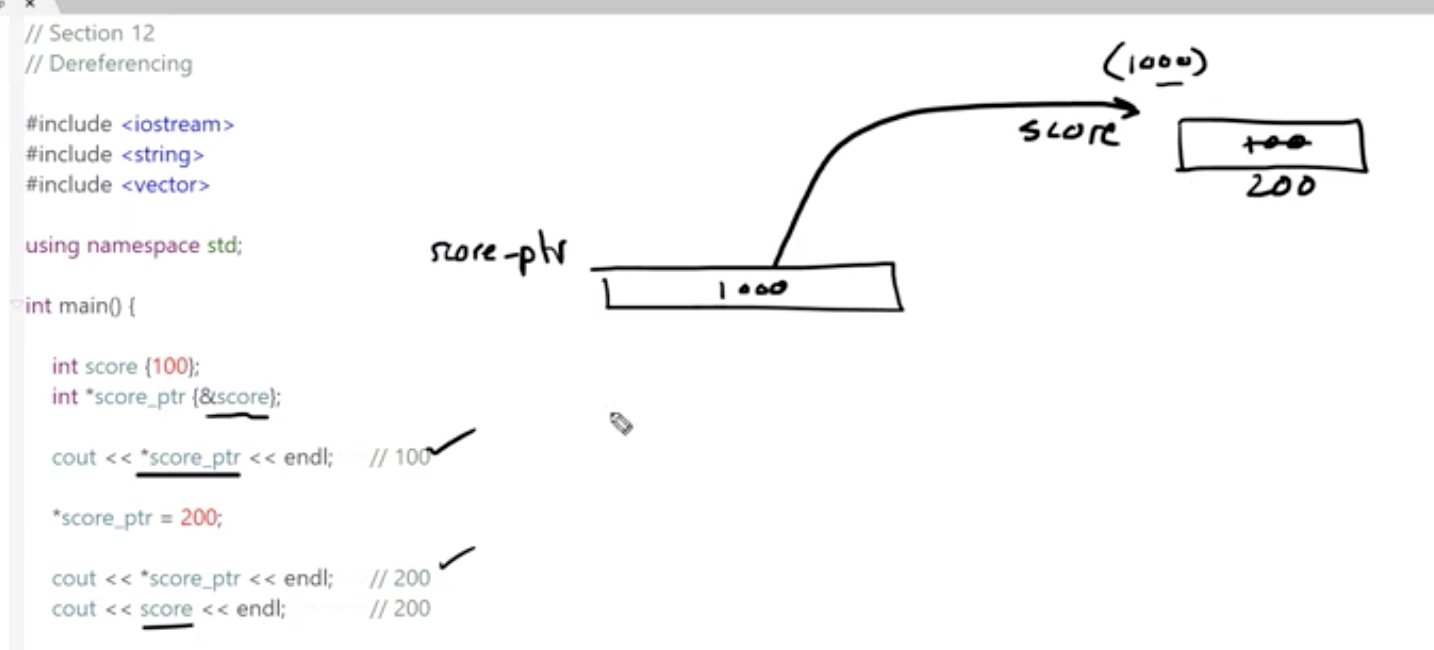 // Section 12
// Dereferencing
#include <iostream>
#include <string>
#include <vector>
using namespace std;
int main() {
int score {100};
int *score_ptr {&score};
cout << *score_ptr << endl; // 100
*score_ptr = 200;
cout << *score_ptr << endl; // 200
cout << score << endl; // 200
(1000)
score
100
200
score-ptr
1000